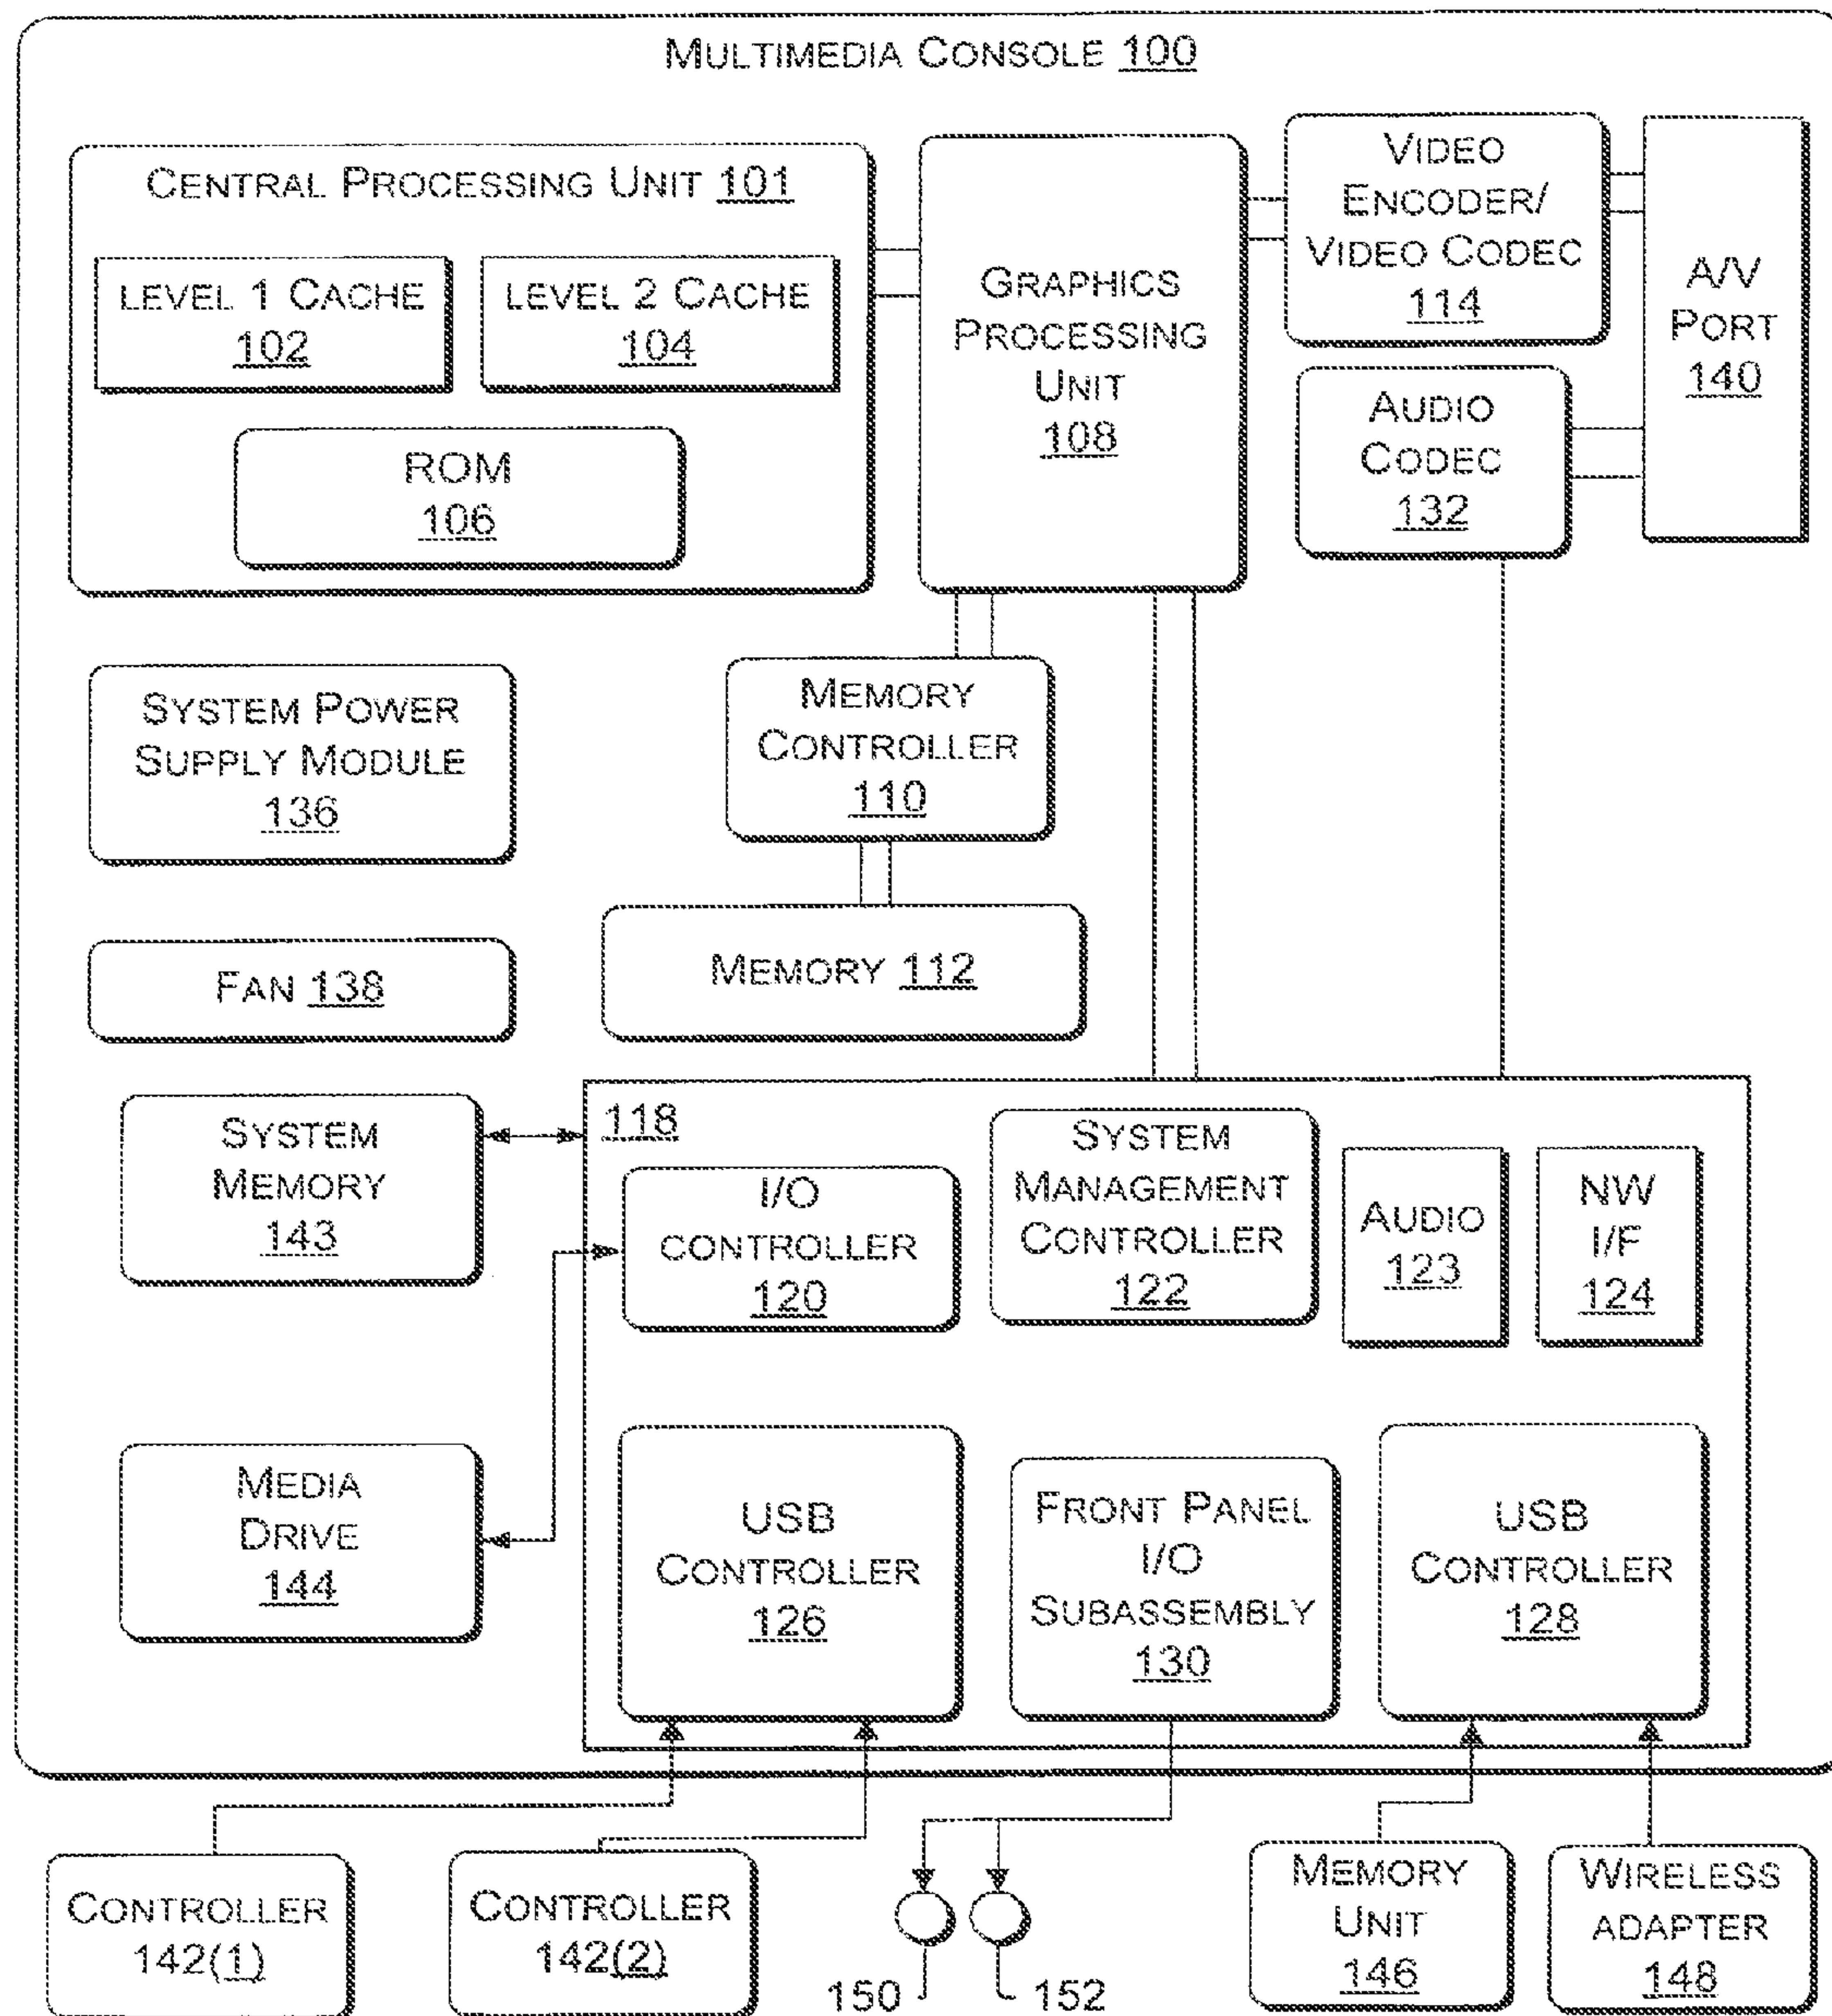 MULTIMEDIA CONSOLE 100
CENTRAL PROCESSING UNIT 101
LEVEL 1 CACHE
102
LEVEL 2 CACHE
104
ROM
106
GRAPHICS
PROCESSING
UNIT
108
VIDEO
ENCODER/
VIDEO CODEC
114
AUDIO
CODEC
132
A/V
PORT
140
SYSTEM POWER
SUPPLY MODULE
136
MEMORY
CONTROLLER
110
FAN 138
MEMORY 112
SYSTEM
MEMORY
143
118
I/O
CONTROLLER
120
SYSTEM
MANAGEMENT
CONTROLLER
122
AUDIO
123
NW
I/F
124
MEDIA
DRIVE
144
USB
CONTROLLER
126
FRONT PANEL
I/O
SUBASSEMBLY
130
USB
CONTROLLER
128
CONTROLLER
142(1)
CONTROLLER
142(2)
150
152
MEMORY
UNIT
146
WIRELESS
ADAPTER
148